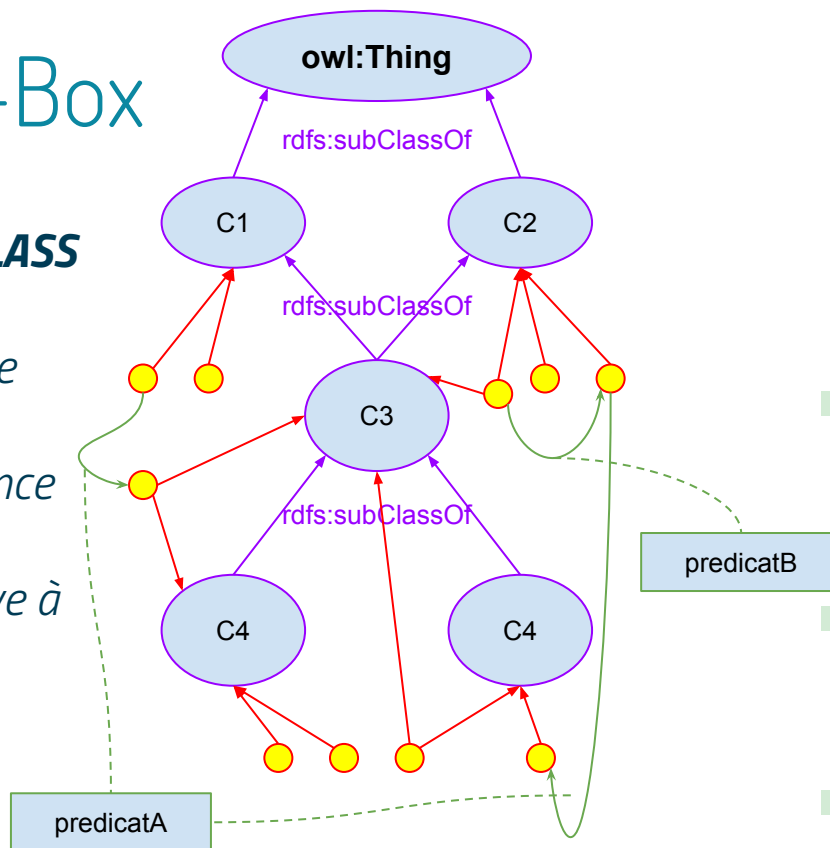 -Box
owl:Thing
rdfs:subClassOf
C1
C2
LASS
rdfs:subClassOf
e
C3
nce
rdfs:subClassOf
predicatB
ve à
C4
C4
predicatA